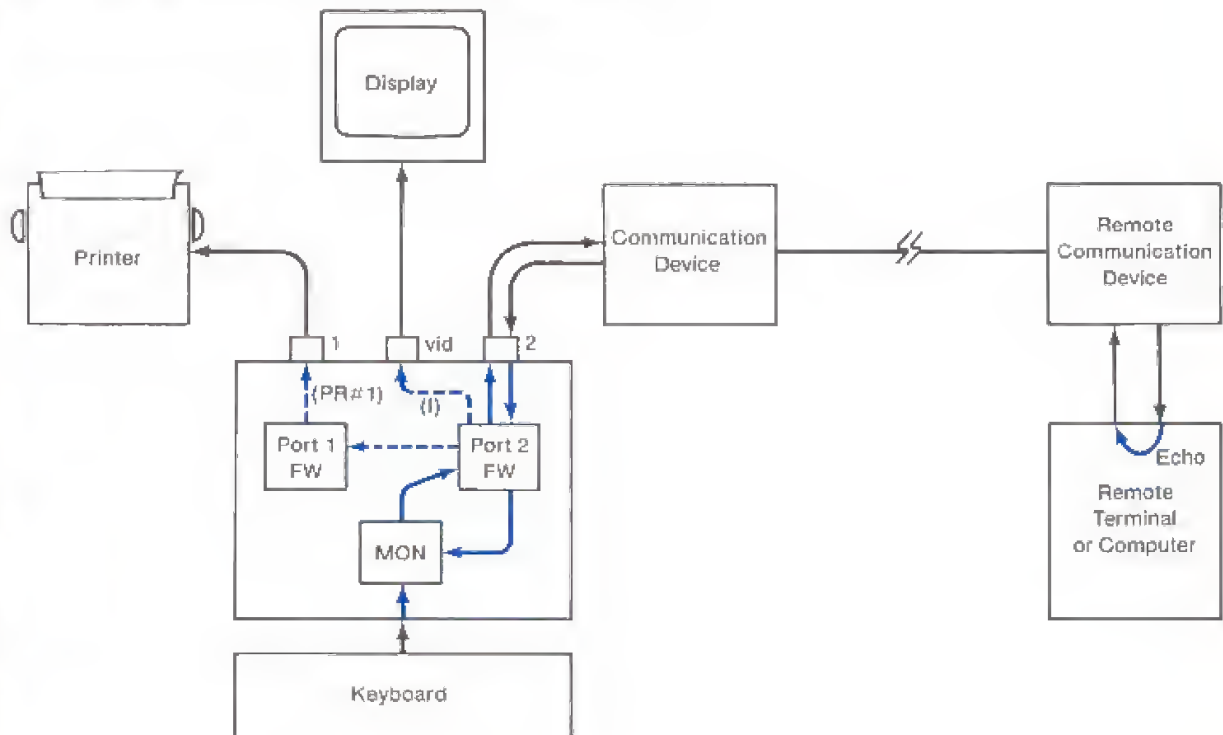 Display
Printer
Communication
Device
Remote
Communication
Device
1
vid
2
(PR#1)
(I)
Port 1
FW
Port 2
FW
MON
Echo
Remote
Terminal
or Computer
Keyboard